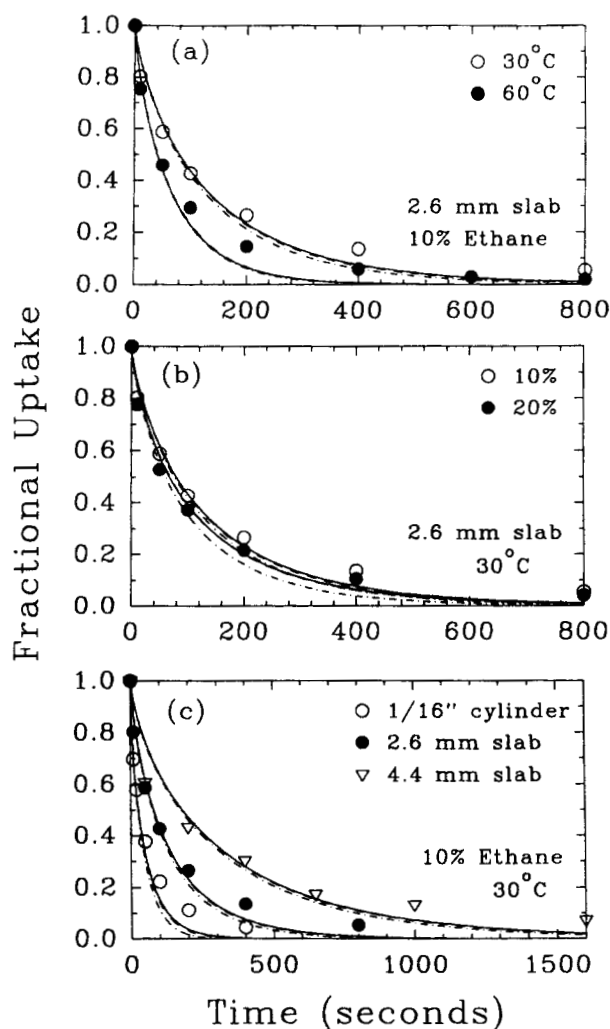 Fractional Uptake
1.0
0.8
0.6
0.4
0.2
0.0
(a)
30°C
60°C
2.6 mm slab
10% Ethane
0
200
400
600
800
1.0
0.8
0.6
0.4
0.2
0.0
(b)
10%
20%
2.6 mm slab
30°C
0
200
400
600
800
1.0
0.8
0.6
0.4
0.2
0.0
(c)
1/16" cylinder
2.6 mm slab
4.4 mm slab
10% Ethane
30°C
0
500
1000
1500
Time (seconds)